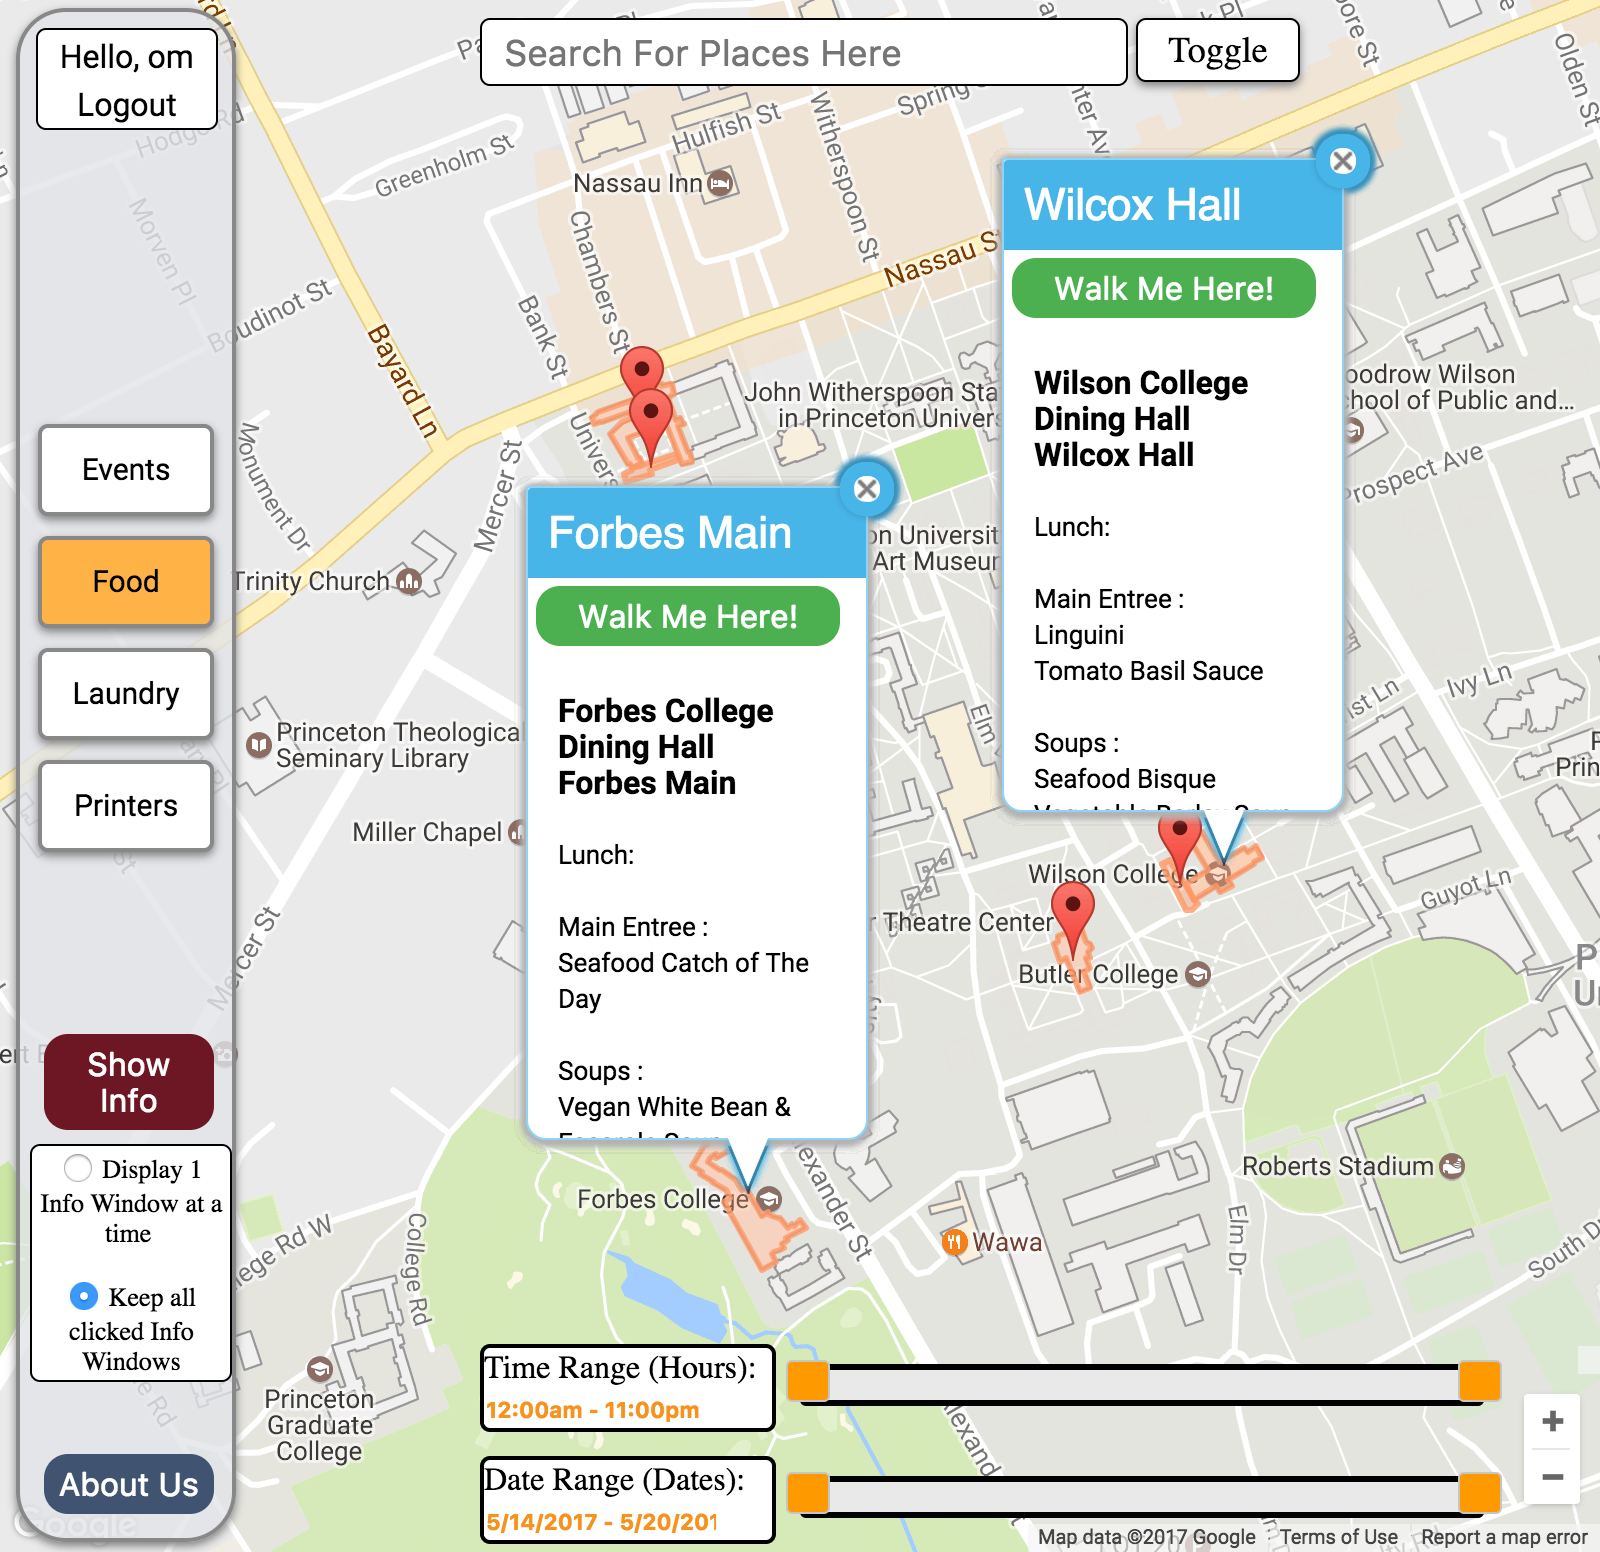 Hello, om
Logout
Search For Places Here
Toggle
Hulfish St
Spring
Witherspoon St
Greenholm St
Nassau Inn
Chambers St
Morven Pl
Boudinot St
Bank St
Bayard Ln
Nassau S
Olden St
Wilcox Hall
Walk Me Here!
Wilson College
Dining Hall
Wilcox Hall
Lunch:
Main Entree :
Linguini
Tomato Basil Sauce
Soups :
Seafood Bisque
John Witherspoon Sta
in Princeton Univers
oodrow Wilson
chool of Public and...
Prospect Ave
Monument Dr
Mercer St
Univers
Events
Food
Laundry
Printers
Trinity Church
on Universit
Art Museum
Forbes Main
Walk Me Here!
Forbes College
Dining Hall
Forbes Main
Lunch:
Main Entree :
Seafood Catch of The
Day
Soups :
Vegan White Bean &
Princeton Theological
Seminary Library
Miller Chapel
Elm
Ivy Ln
Prin
Wilson College
Guyot Ln
Theatre Center
Butler College
Mercer St
Show
Info
Display 1
Info Window at a
time
Keep all
clicked Info
Windows
Forbes College
Alexander St
Roberts Stadium
Wawa
Elm Dr
South D
College Rd
llege Rd W
Princeton
Graduate
College
Time Range (Hours):
12:00am - 11:00pm
Date Range (Dates):
5/14/2017 - 5/20/201
Alexand
+
−
About Us
Google
Map data ©2017 Google
Terms of Use
Report a map error